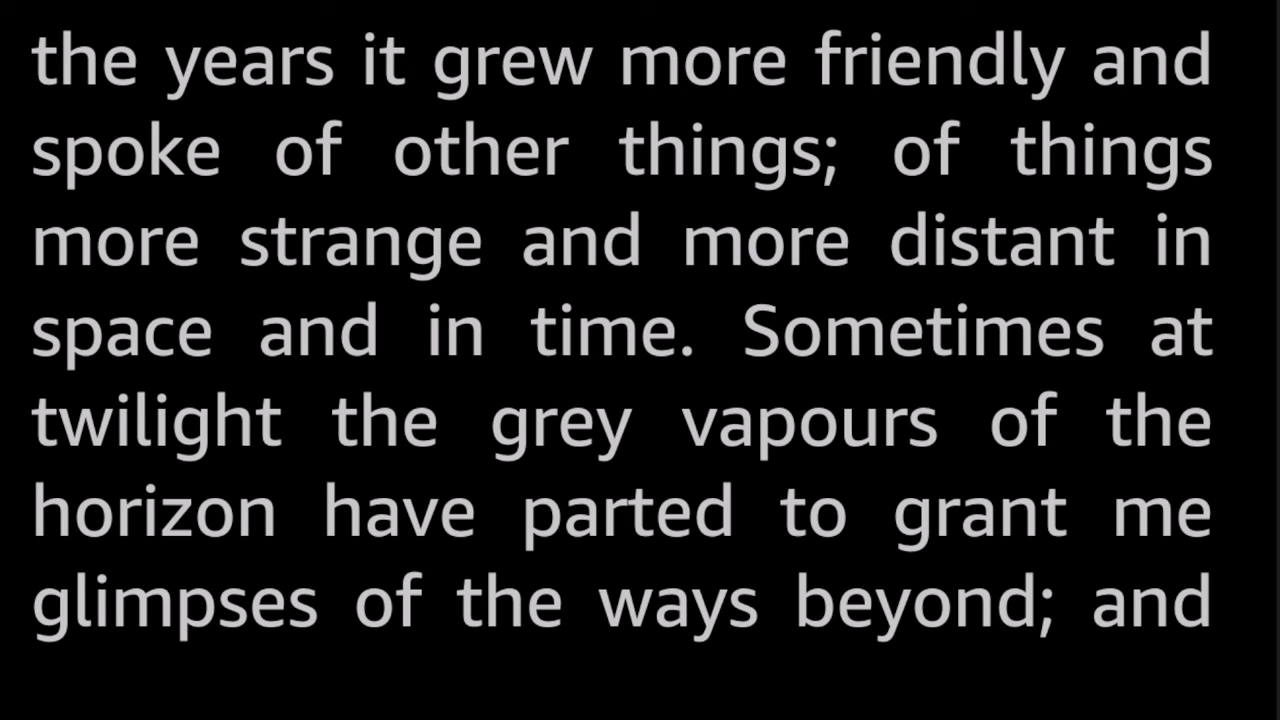 the years it grew more friendly and
spoke of other things; of things
more strange and more distant in
space and in time. Sometimes at
twilight the grey vapours of the
horizon have parted to grant me
glimpses of the ways beyond; and